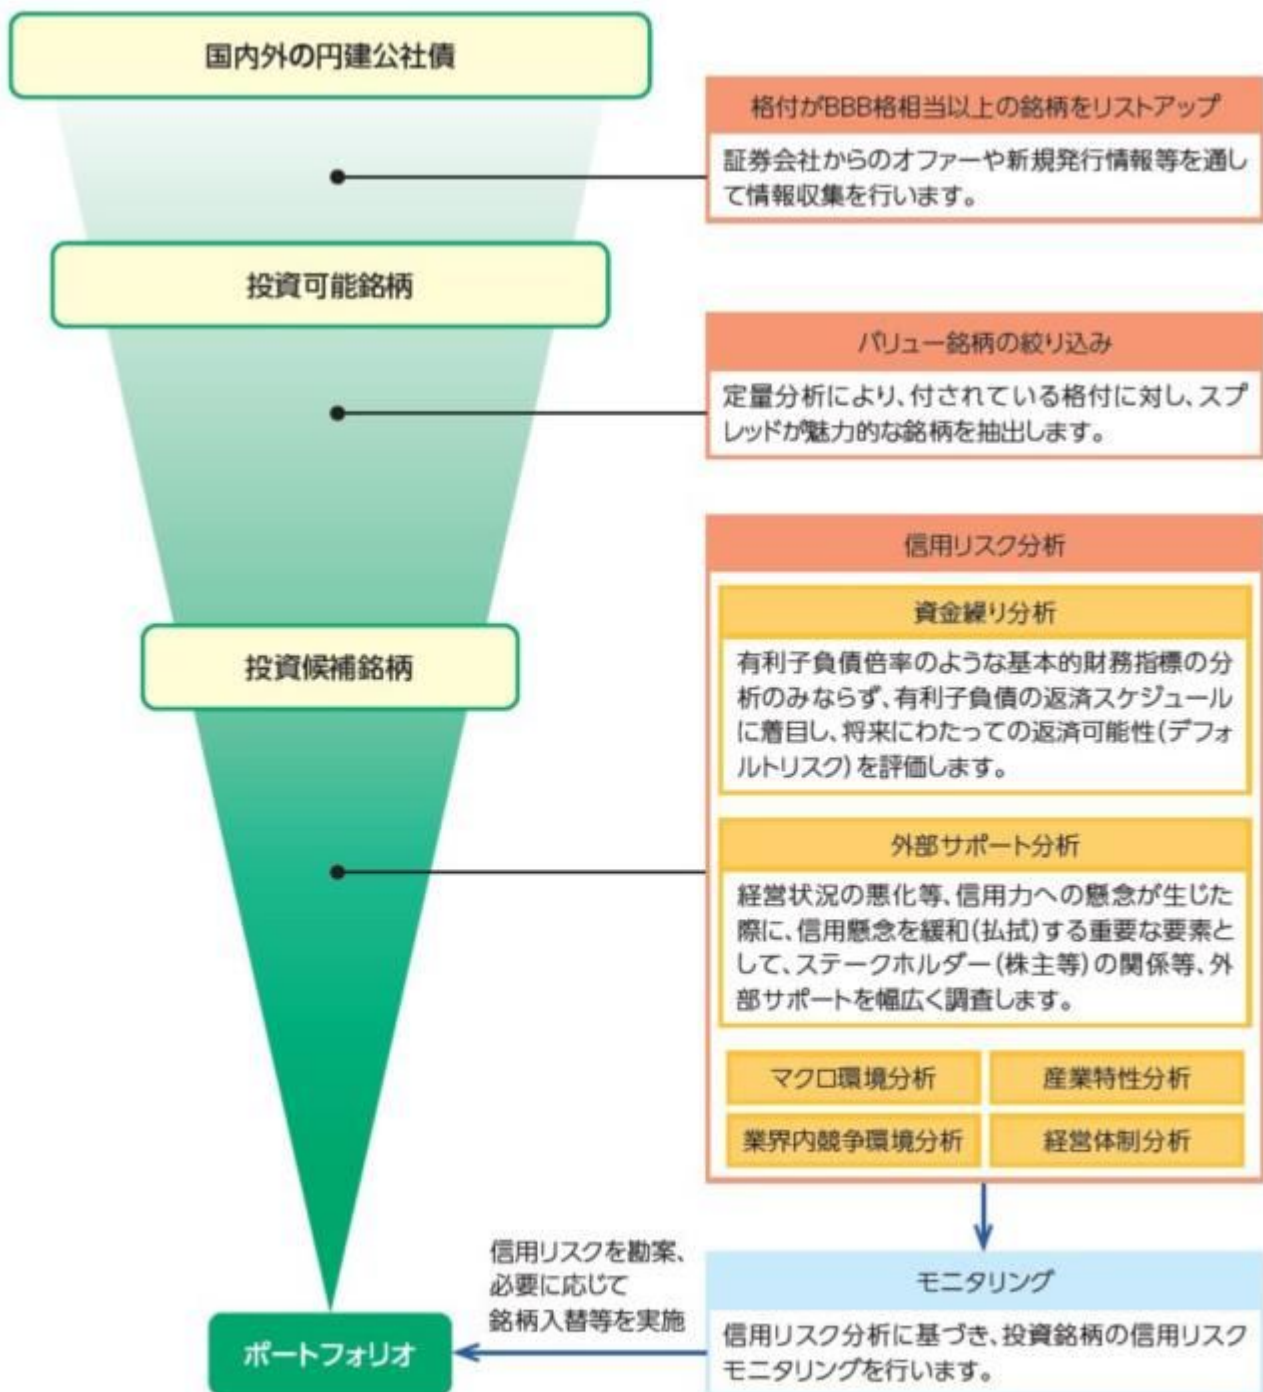 国内外の円建公社債
格付がBBB格相当以上の銘柄をリストアップ
証券会社からのオファーや新規発行情報等を通し
て情報収集を行います。
投資可能銘柄
バリュー銘柄の絞り込み
定量分析により、付されている格付に対し、スプ
レッドが魅力的な銘柄を抽出します。
信用リスク分析
資金繰り分析
有利子負債倍率のような基本的財務指標の分
析のみならず、有利子負債の返済スケジュール
に着目し、将来にわたっての返済可能性(デフォ
ルトリスク)を評価します。
投資候補銘柄
外部サポート分析
経営状況の悪化等、信用力への懸念が生じた
際に、信用懸念を緩和(払拭)する重要な要素と
して、ステークホルダー(株主等)の関係等、外
部サポートを幅広く調査します。
マクロ環境分析
産業特性分析
業界内競争環境分析
経営体制分析
信用リスクを勘案、
必要に応じて
銘柄入替等を実施
モニタリング
信用リスク分析に基づき、投資銘柄の信用リスク
モニタリングを行います。
ポートフォリオ